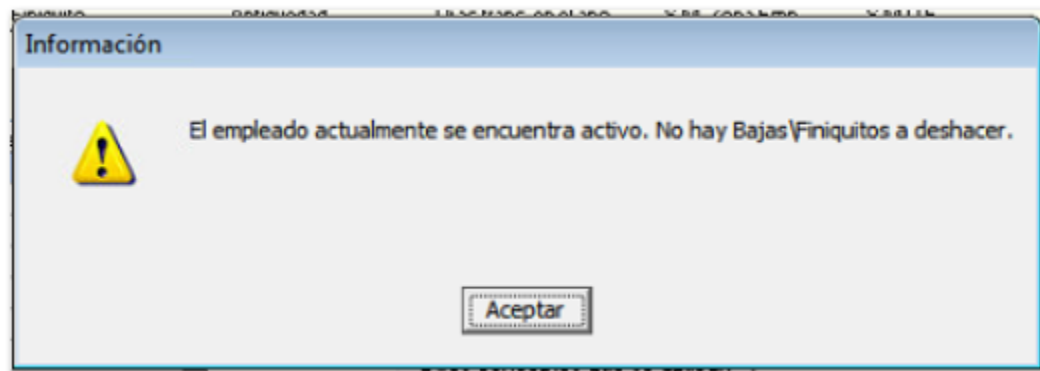 Información
El empleado actualmente se encuentra activo. No hay Bajas\Finiquitos a deshacer.
Aceptar